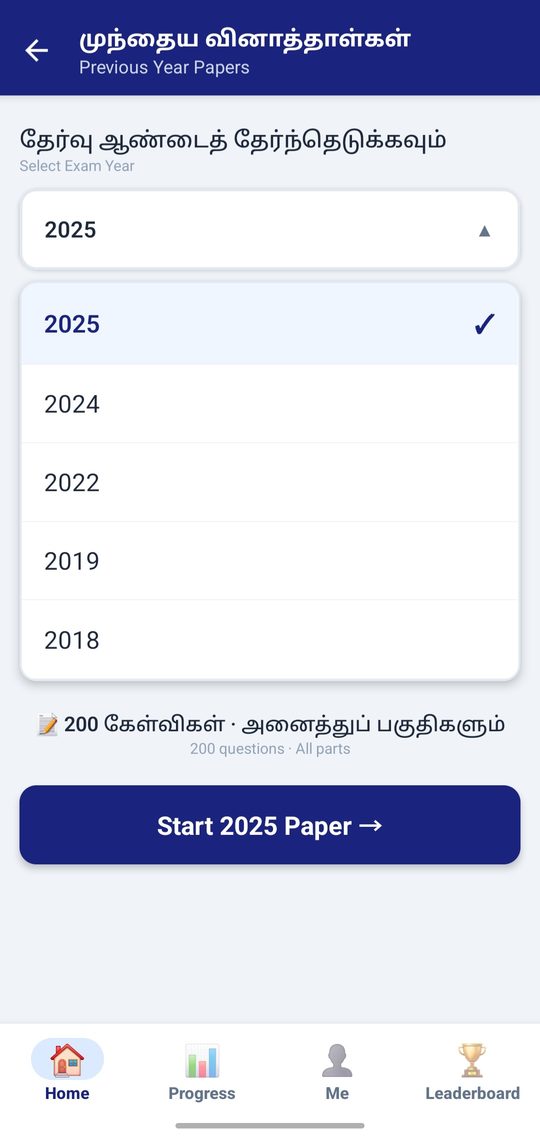 முந்தைய வினாத்தாள்கள்
Previous Year Papers
தேர்வு ஆண்டைத் தேர்ந்தெடுக்கவும்
Select Exam Year
2025
2025
2024
2022
2019
2018
200 கேள்விகள் · அனைத்துப் பகுதிகளும்
200 questions · All parts
Start 2025 Paper →
Home Progress Me Leaderboard